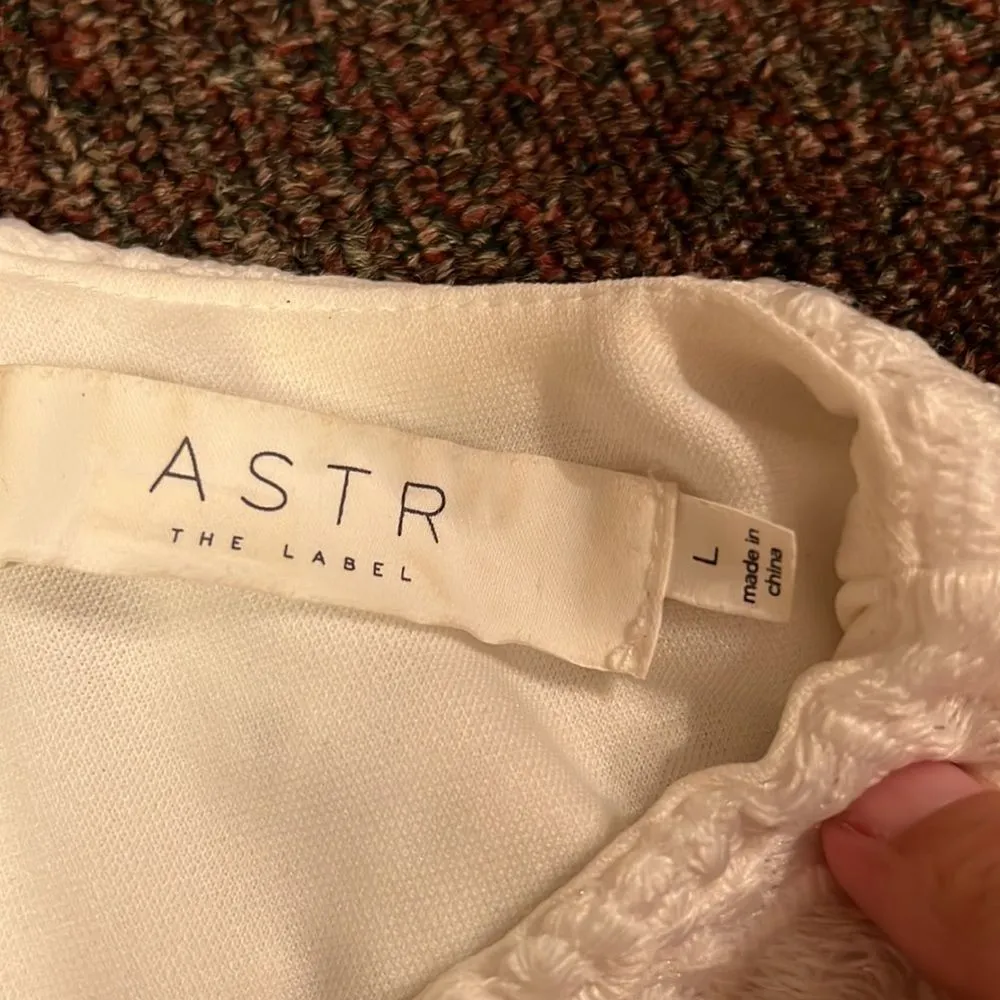 ASTR
THE LABEL
L
made in
china